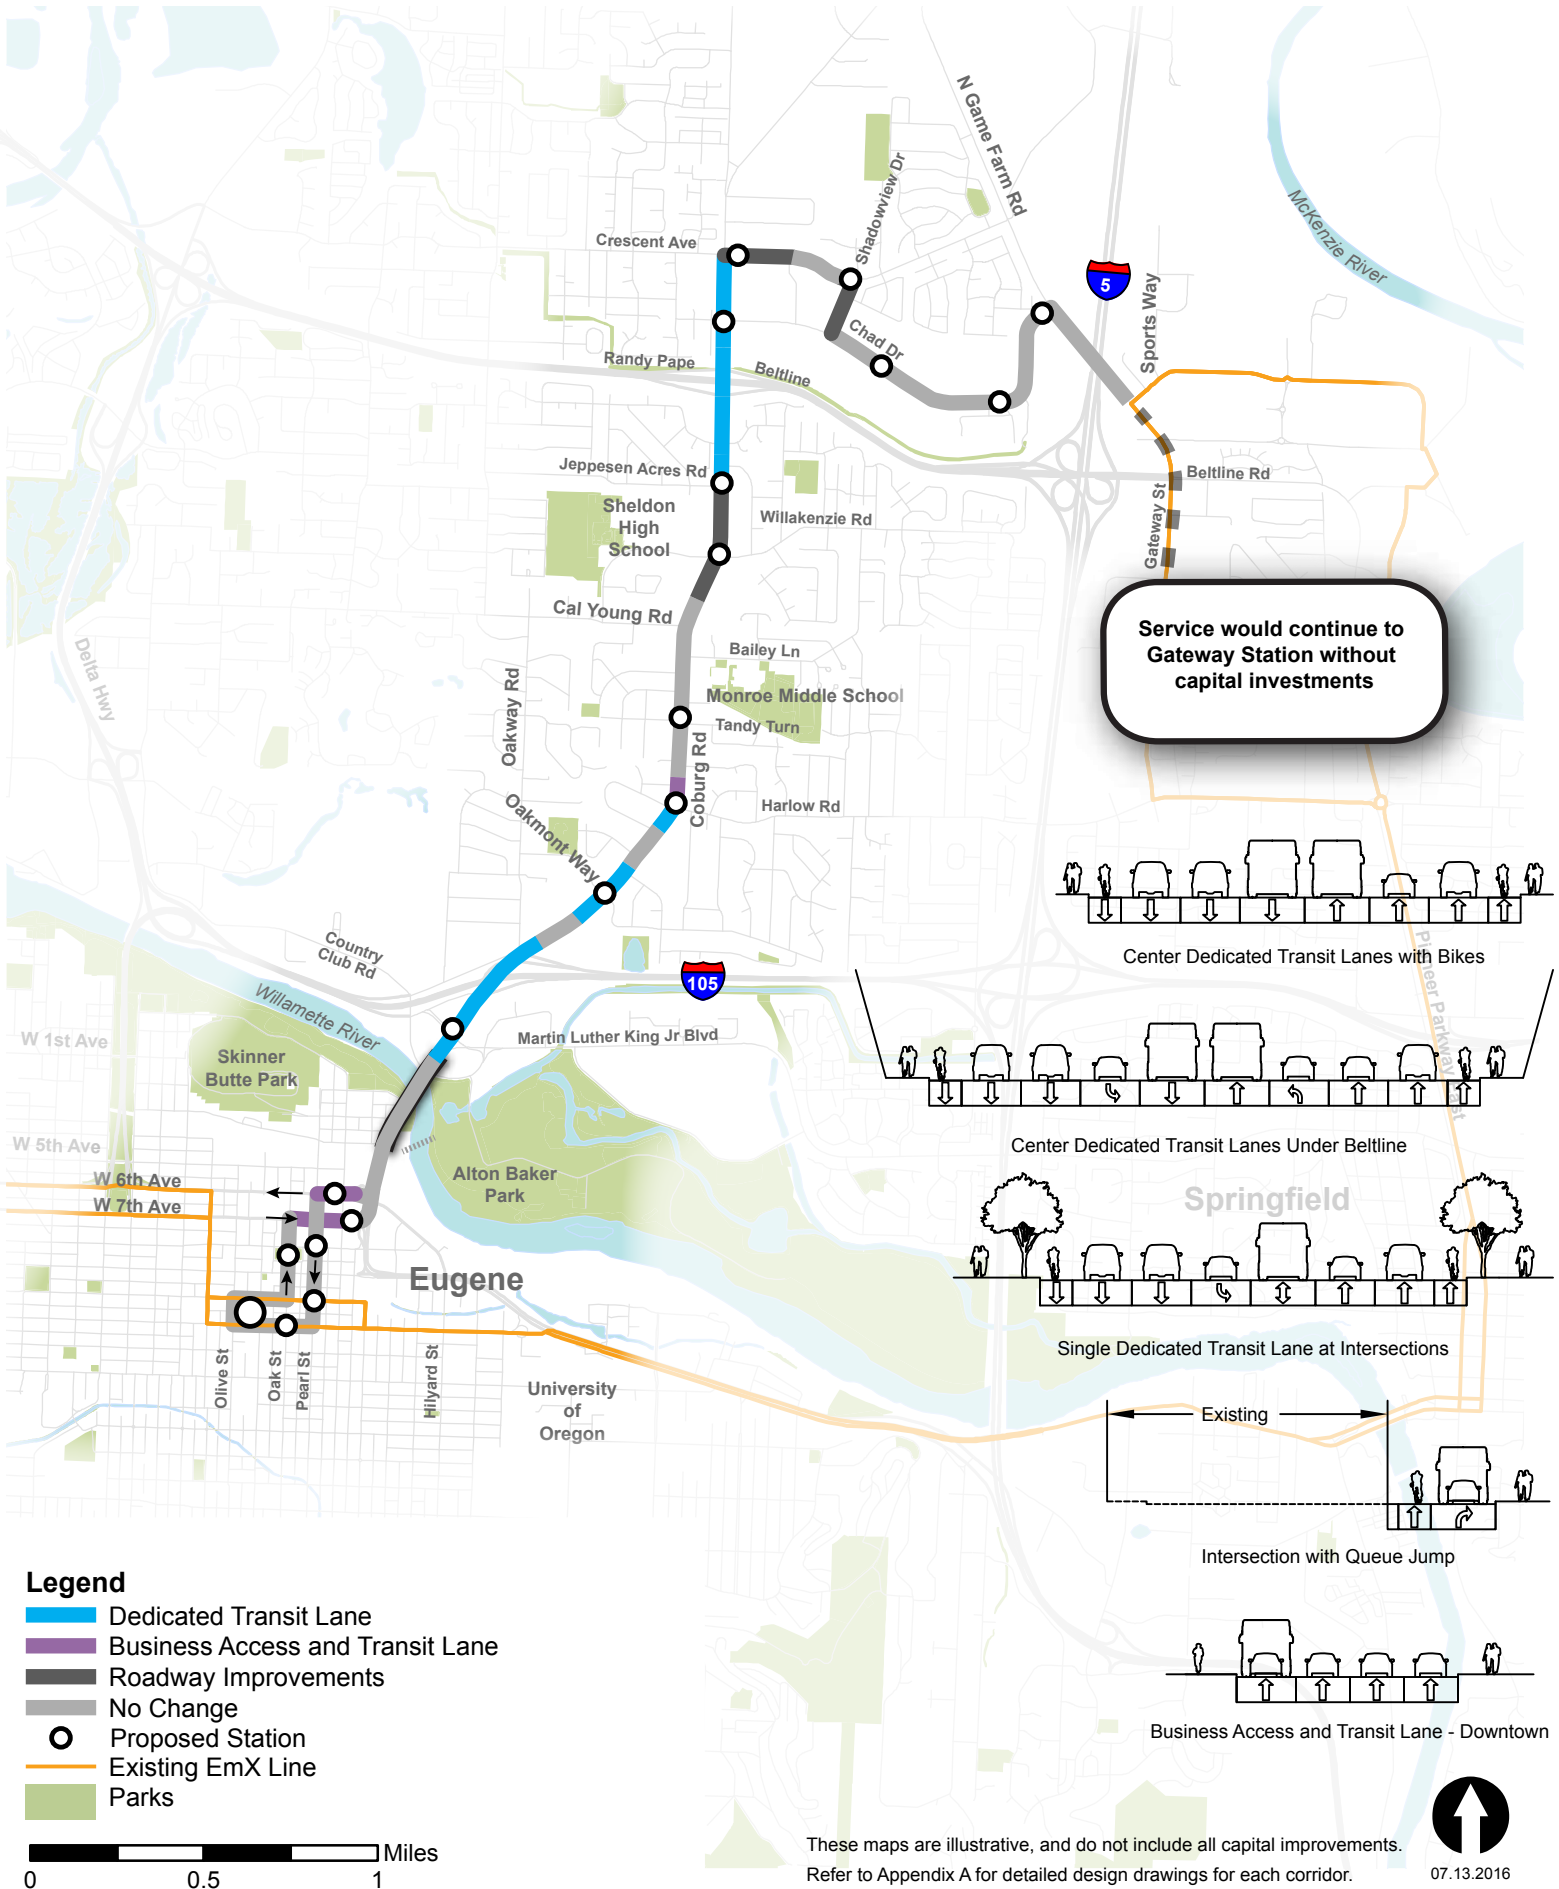 N Game Farm Rd
Shadowview Dr
McKenzie River
Crescent Ave
5
Sports Way
Chad Dr
Randy Pape
Beltline
Jeppesen Acres Rd
Beltline Rd
Gateway St
Sheldon
High
School
Willakenzie Rd
Cal Young Rd
Service would continue to
Gateway Station without
capital investments
Delta Hwy
Bailey Ln
Oakway Rd
Monroe Middle School
Tandy Turn
Coburg Rd
Harlow Rd
Oakmont Way
Center Dedicated Transit Lanes with Bikes
Country
Club Rd
105
Pioneer Parkway East
Willamette River
Martin Luther King Jr Blvd
W 1st Ave
Skinner
Butte Park
Center Dedicated Transit Lanes Under Beltline
W 5th Ave
W 6th Ave
W 7th Ave
Alton Baker
Park
Springfield
Eugene
Single Dedicated Transit Lane at Intersections
Olive St
Oak St
Pearl St
Hilyard St
University
of
Oregon
Existing
Intersection with Queue Jump
Legend
Dedicated Transit Lane
Business Access and Transit Lane
Roadway Improvements
No Change
Proposed Station
Existing EmX Line
Parks
Business Access and Transit Lane - Downtown
Miles
0 0.5 1
These maps are illustrative, and do not include all capital improvements.
Refer to Appendix A for detailed design drawings for each corridor.
07.13.2016